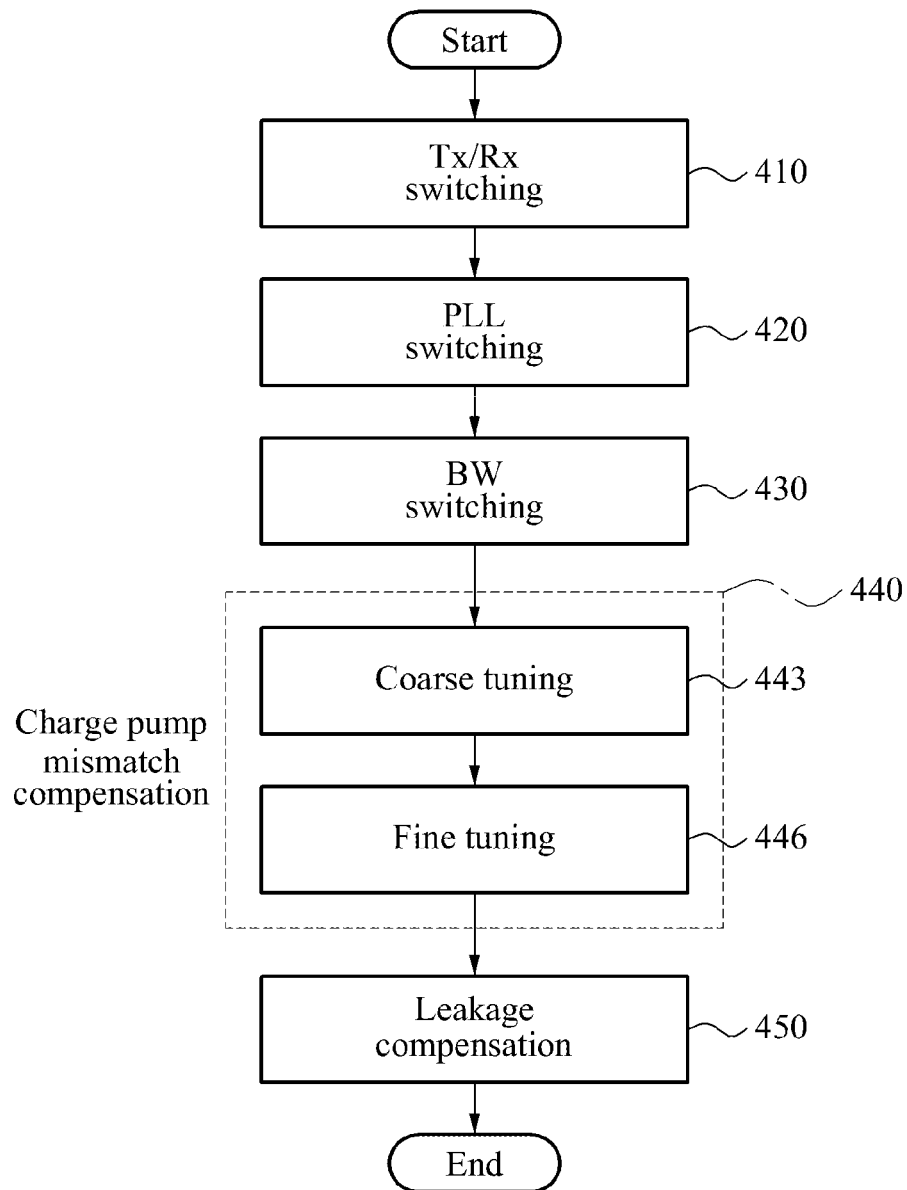 Start
Tx/Rx
switching
410
PLL
switching
420
BW
switching
430
440
Coarse tuning
443
Charge pump
mismatch
compensation
Fine tuning
446
Leakage
compensation
450
End